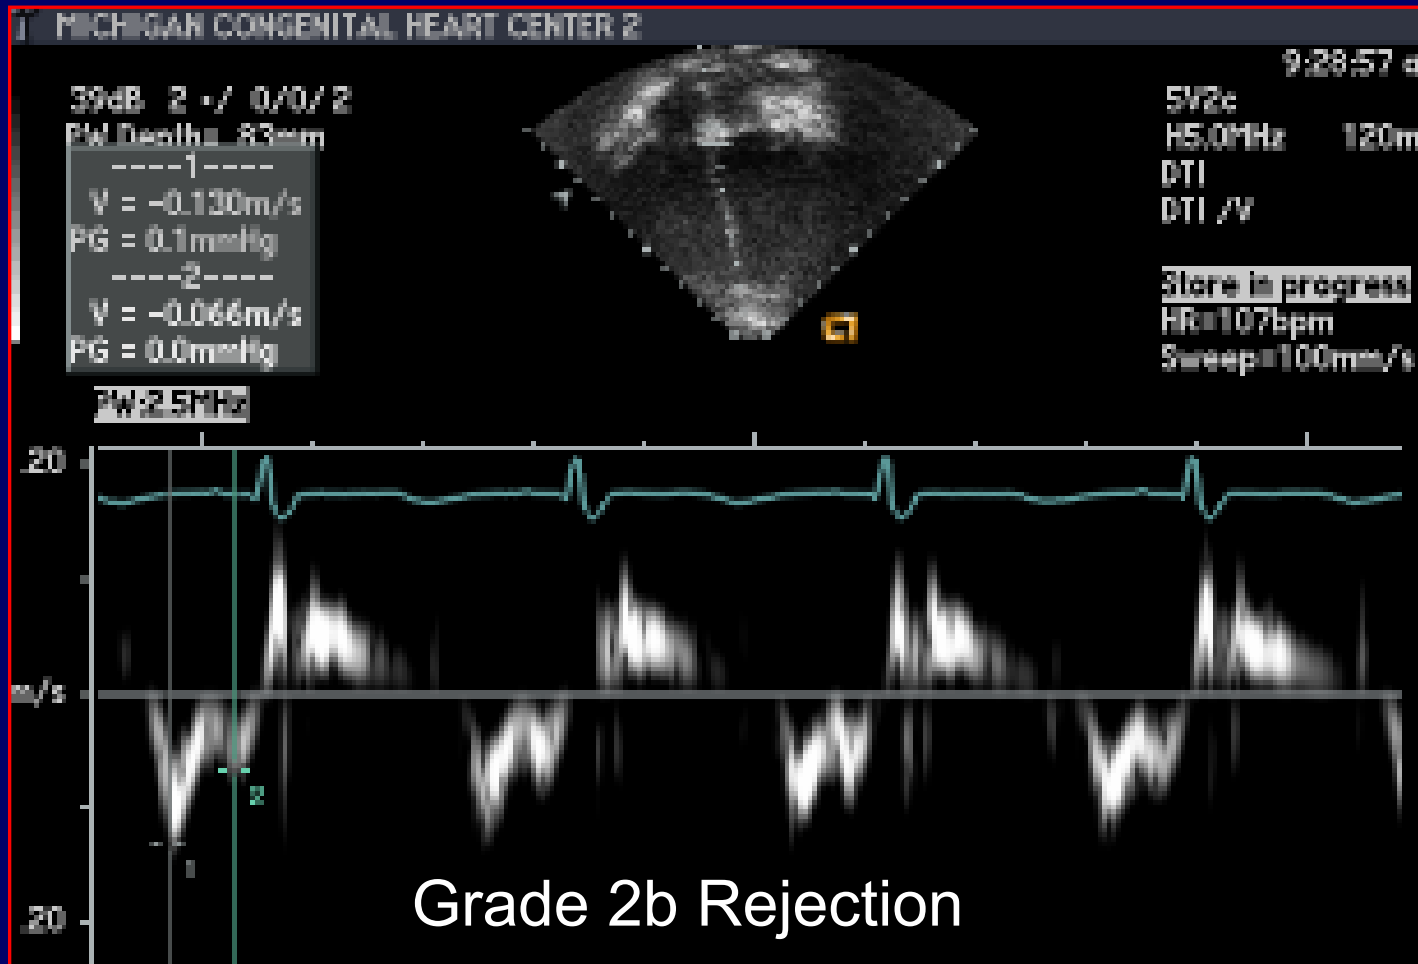 MICHIGAN CONGENITAL HEART CENTER 2
9:28:57 a
39dB 2 •/ 0/0/ 2
PW Depth= 83mm
----1----
V = -0.130m/s
PG = 0.1mmHg
----2----
V = -0.066m/s
PG = 0.0mmHg
PW:2.5MHz
5V2c
H5.0MHz 120m
DTI
DTI /V
Store in progress
HR=107bpm
Sweep=100mm/s
.20
m/s
2
1
.20
Grade 2b Rejection